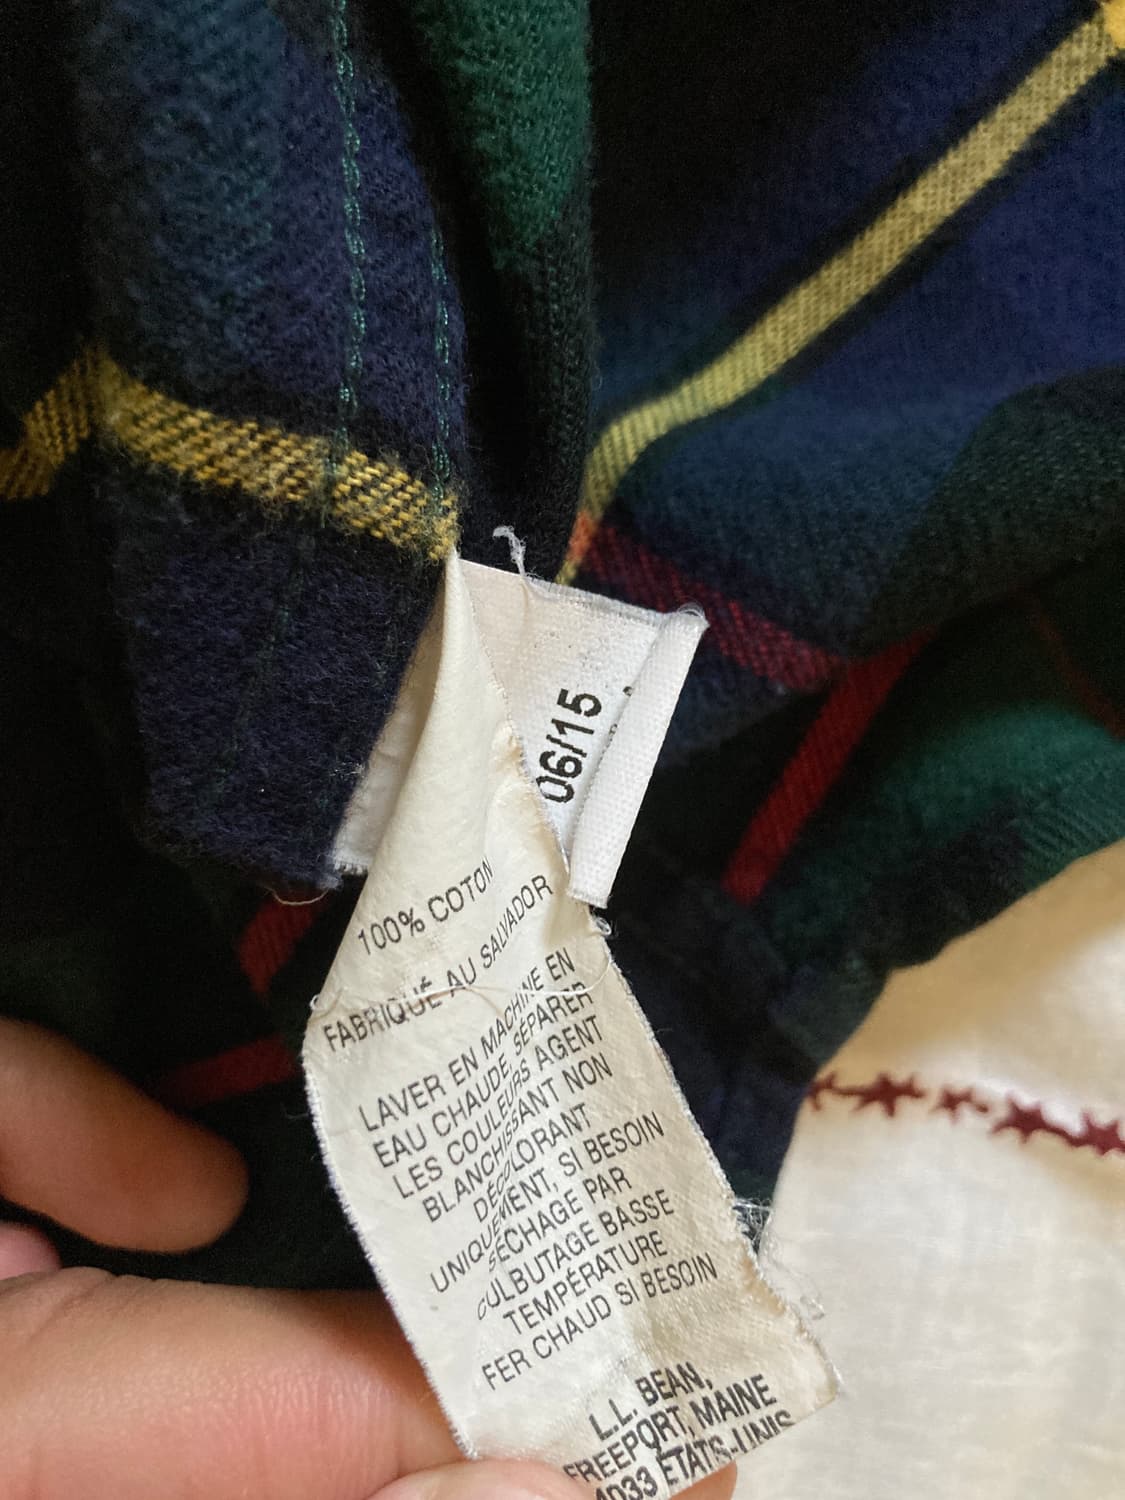 06/15
100% COTON
FABRIQUÉ AU SALVADOR
LAVER EN MACHINE EN
EAU CHAUDE, SÉPARER
LES COULEURS AGENT
BLANCHISSANT NON
DÉCOLORANT
UNIQUEMENT, SI BESOIN
SÉCHAGE PAR
CULBUTAGE BASSE
TEMPÉRATURE
FER CHAUD SI BESOIN
L.L. BEAN,
FREEPORT, MAINE
4033 ÉTATS-UNIS